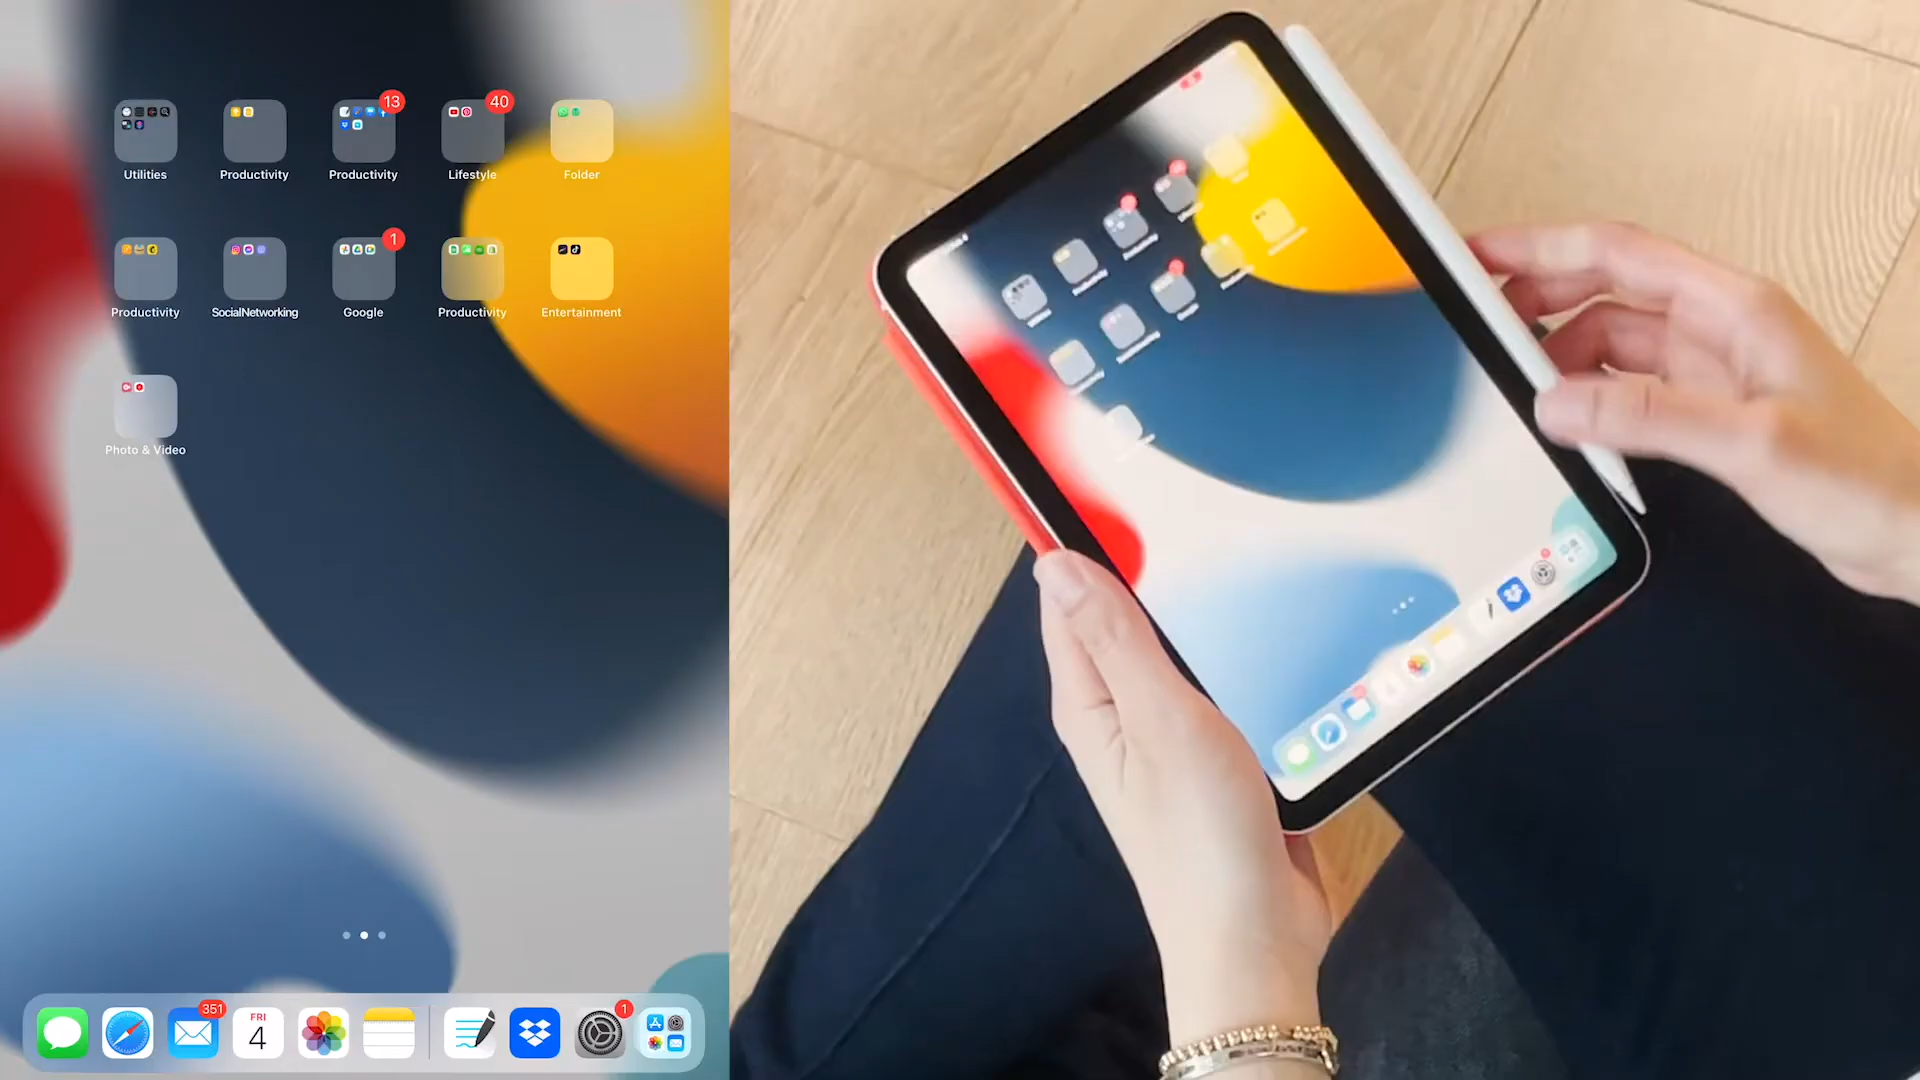 13
40
Utilities
Productivity
Productivity
Lifestyle
Folder
1
Productivity
SocialNetworking
Google
Productivity
Entertainment
Photo & Video
351
FRI
4
1